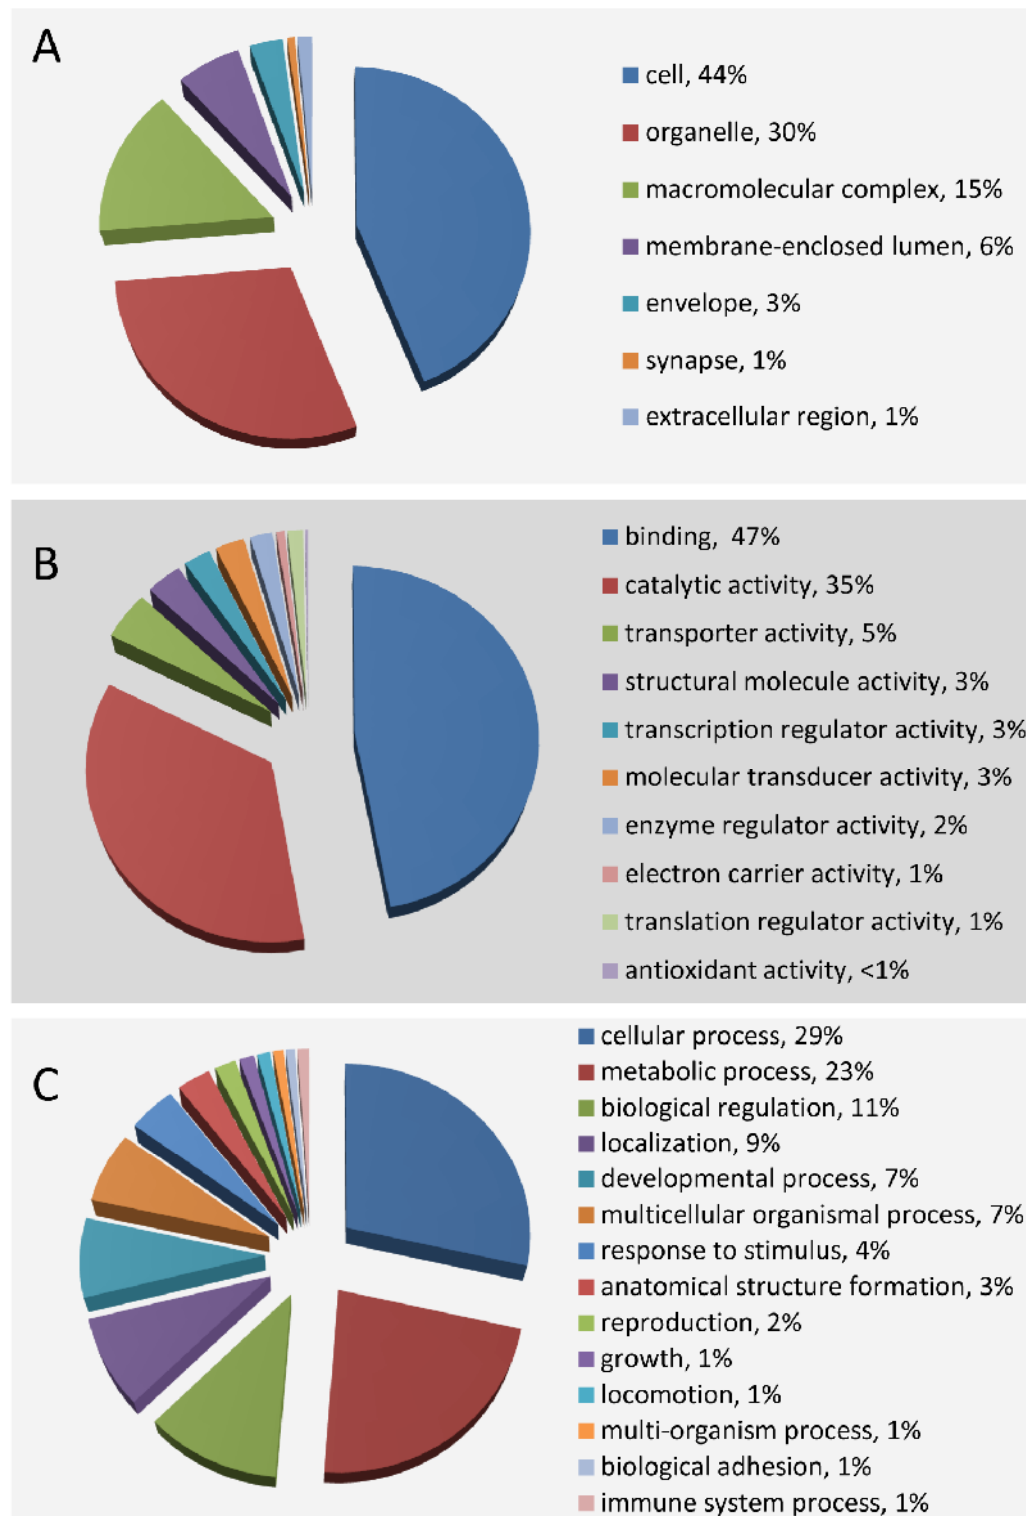 A
cell, 44%
organelle, 30%
macromolecular complex, 15%
membrane-enclosed lumen, 6%
envelope, 3%
synapse, 1%
extracellular region, 1%
B
binding, 47%
catalytic activity, 35%
transporter activity, 5%
structural molecule activity, 3%
transcription regulator activity, 3%
molecular transducer activity, 3%
enzyme regulator activity, 2%
electron carrier activity, 1%
translation regulator activity, 1%
antioxidant activity, <1%
C
cellular process, 29%
metabolic process, 23%
biological regulation, 11%
localization, 9%
developmental process, 7%
multicellular organismal process, 7%
response to stimulus, 4%
anatomical structure formation, 3%
reproduction, 2%
growth, 1%
locomotion, 1%
multi-organism process, 1%
biological adhesion, 1%
immune system process, 1%